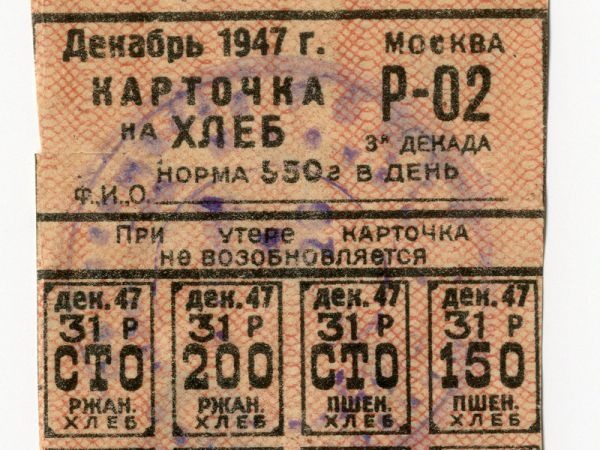 Декабрь 1947 г. МОСКВА
КАРТОЧКА Р-02
на ХЛЕБ 3я ДЕКАДА
НОРМА 550г В ДЕНЬ
Ф.И.О.
При утере карточка
не возобновляется
дек. 47 дек. 47 дек. 47 дек. 47
31 Р 31 Р 31 Р 31 Р
СТО 200 СТО 150
РЖАН. РЖАН. ПШЕН. ПШЕН.
ХЛЕБ ХЛЕБ ХЛЕБ ХЛЕБ